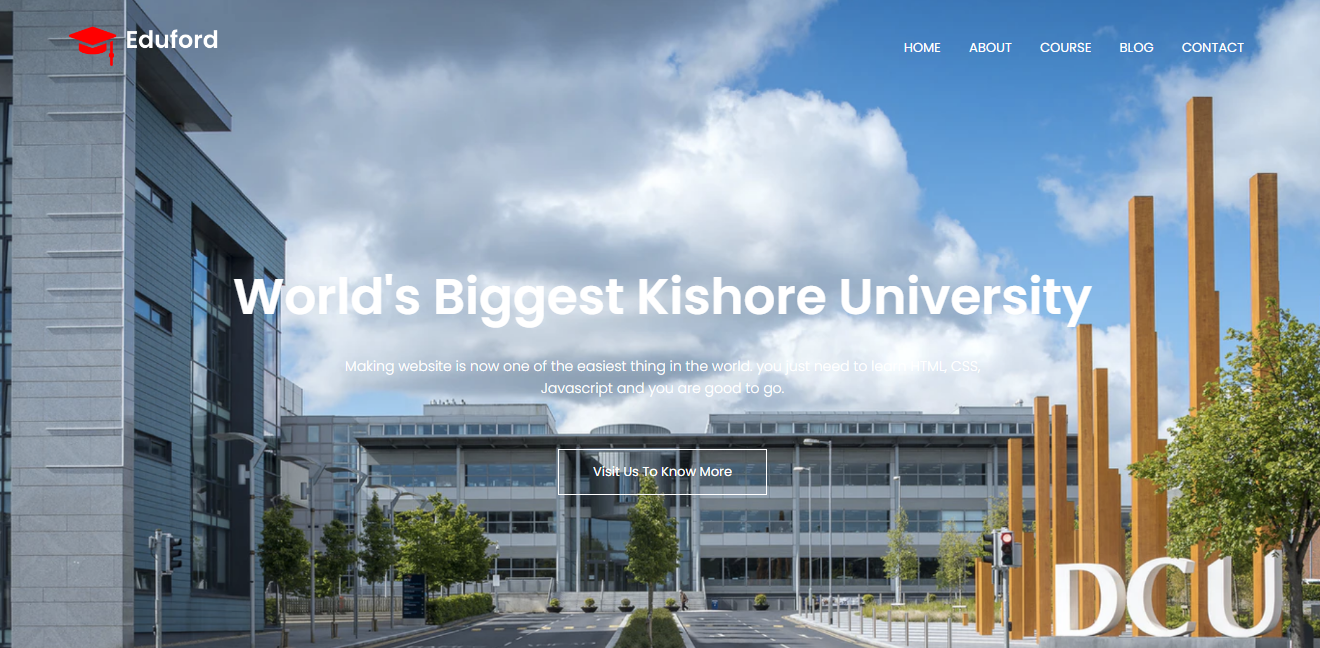 Eduford
HOME ABOUT COURSE BLOG CONTACT
World's Biggest Kishore University
Making website is now one of the easiest thing in the world. you just need to learn HTML, CSS,
Javascript and you are good to go.
Visit Us To Know More
DCU